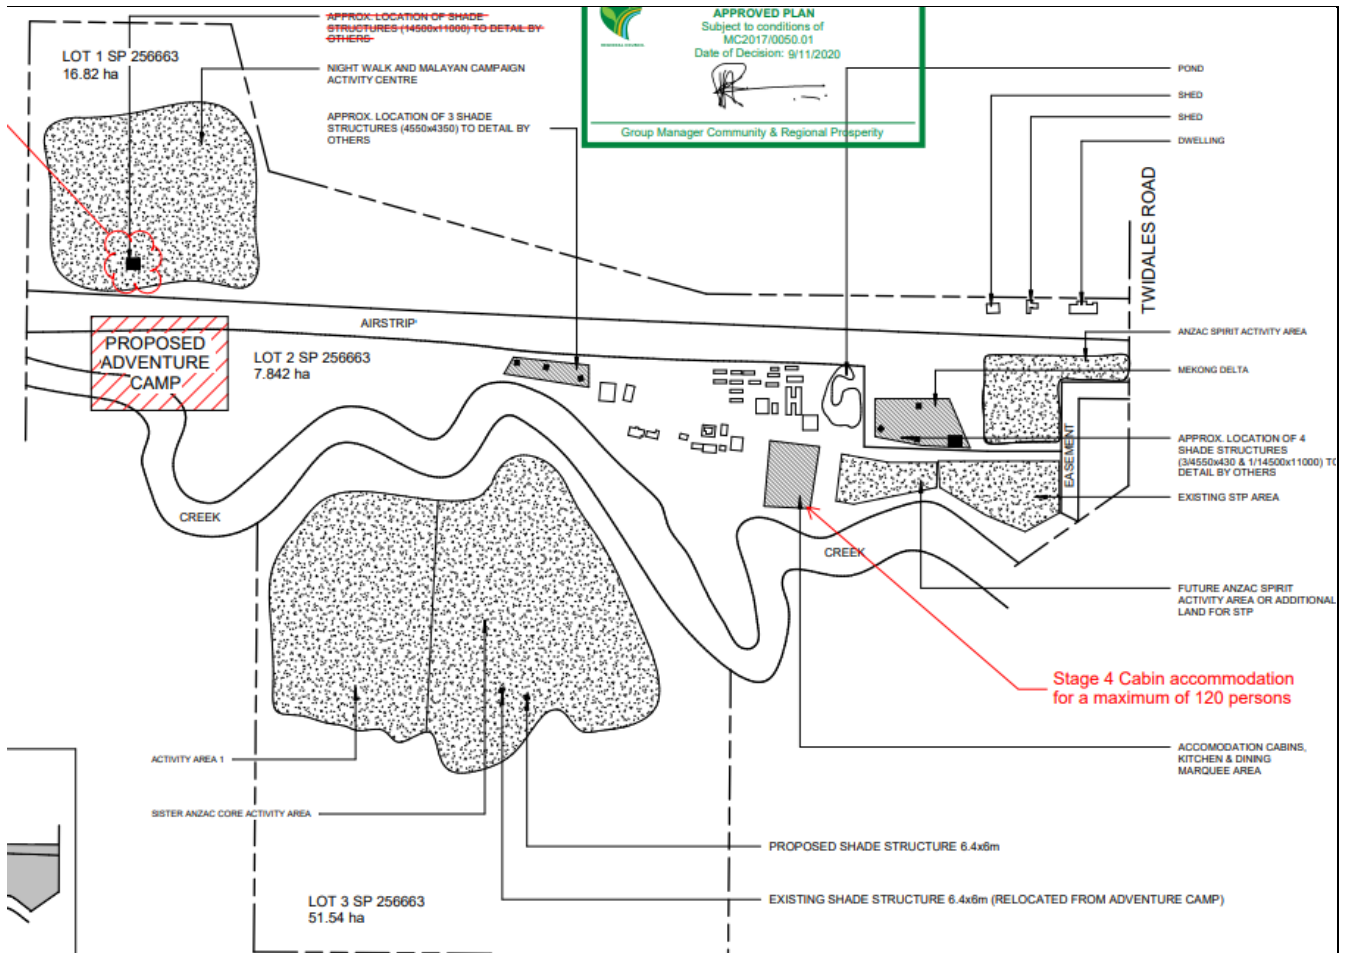 APPROX. LOCATION OF SHADE
STRUCTURES (14500x11000) TO DETAIL BY
OTHERS
LOT 1 SP 256663
16.82 ha
NIGHT WALK AND MALAYAN CAMPAIGN
ACTIVITY CENTRE
APPROX. LOCATION OF 3 SHADE
STRUCTURES (4550x4350) TO DETAIL BY
OTHERS
APPROVED PLAN
Subject to conditions of
MC2017/0050.01
Date of Decision: 9/11/2020
Group Manager Community & Regional Prosperity
POND
SHED
SHED
DWELLING
TWIDALES ROAD
AIRSTRIP
PROPOSED
ADVENTURE
CAMP
LOT 2 SP 256663
7.842 ha
ANZAC SPIRIT ACTIVITY AREA
MEKONG DELTA
EASEMENT
APPROX. LOCATION OF 4
SHADE STRUCTURES
(3/4550x430 & 1/14500x11000) TO
DETAIL BY OTHERS
EXISTING STP AREA
CREEK
CREEK
FUTURE ANZAC SPIRIT
ACTIVITY AREA OR ADDITIONAL
LAND FOR STP
Stage 4 Cabin accommodation
for a maximum of 120 persons
ACCOMODATION CABINS,
KITCHEN & DINING
MARQUEE AREA
ACTIVITY AREA 1
SISTER ANZAC CORE ACTIVITY AREA
PROPOSED SHADE STRUCTURE 6.4x6m
EXISTING SHADE STRUCTURE 6.4x6m (RELOCATED FROM ADVENTURE CAMP)
LOT 3 SP 256663
51.54 ha